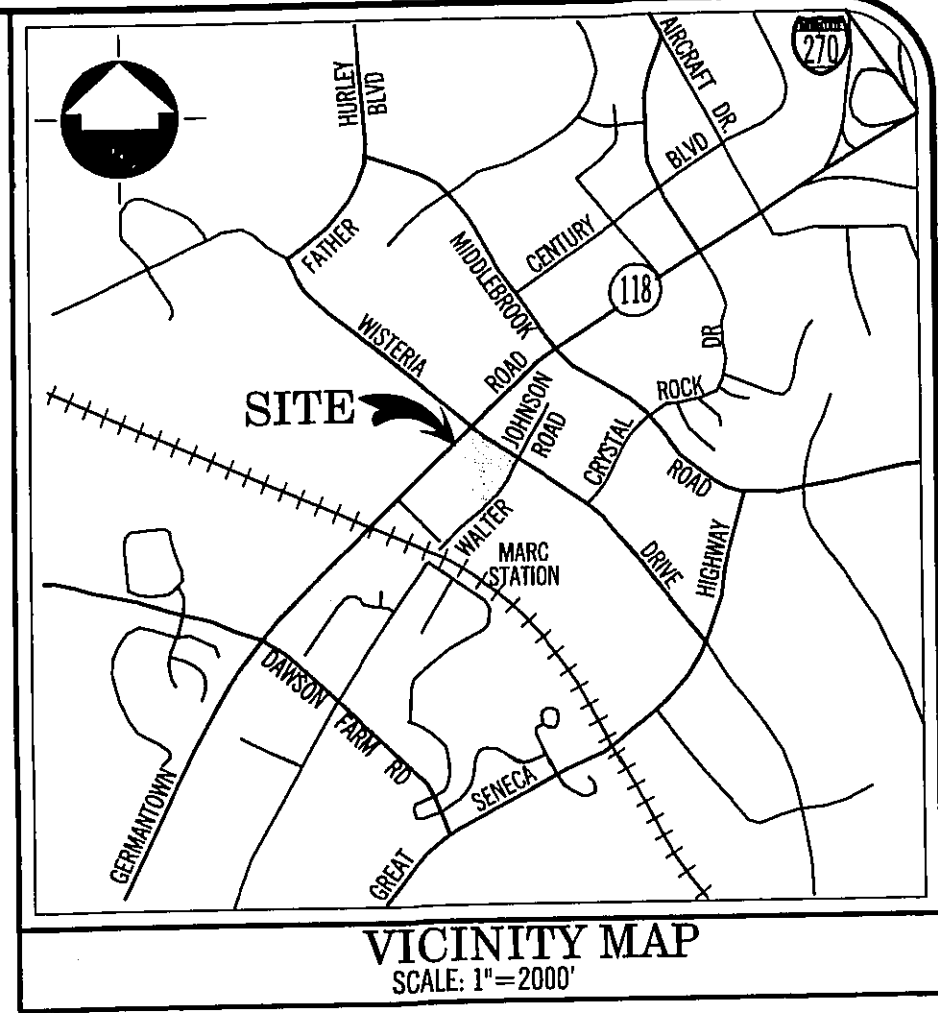 HURLEY
BLVD
AIRCRAFT DR.
270
FATHER
MIDDLEBROOK
CENTURY
BLVD
118
WISTERIA
ROAD
DR
SITE
JOHNSON
ROAD
CRYSTAL
ROCK
ROAD
WALTER
MARC
STATION
DRIVE
HIGHWAY
DAWSON FARM RD
SENECA
GERMANTOWN
GREAT
VICINITY MAP
SCALE: 1"=2000'